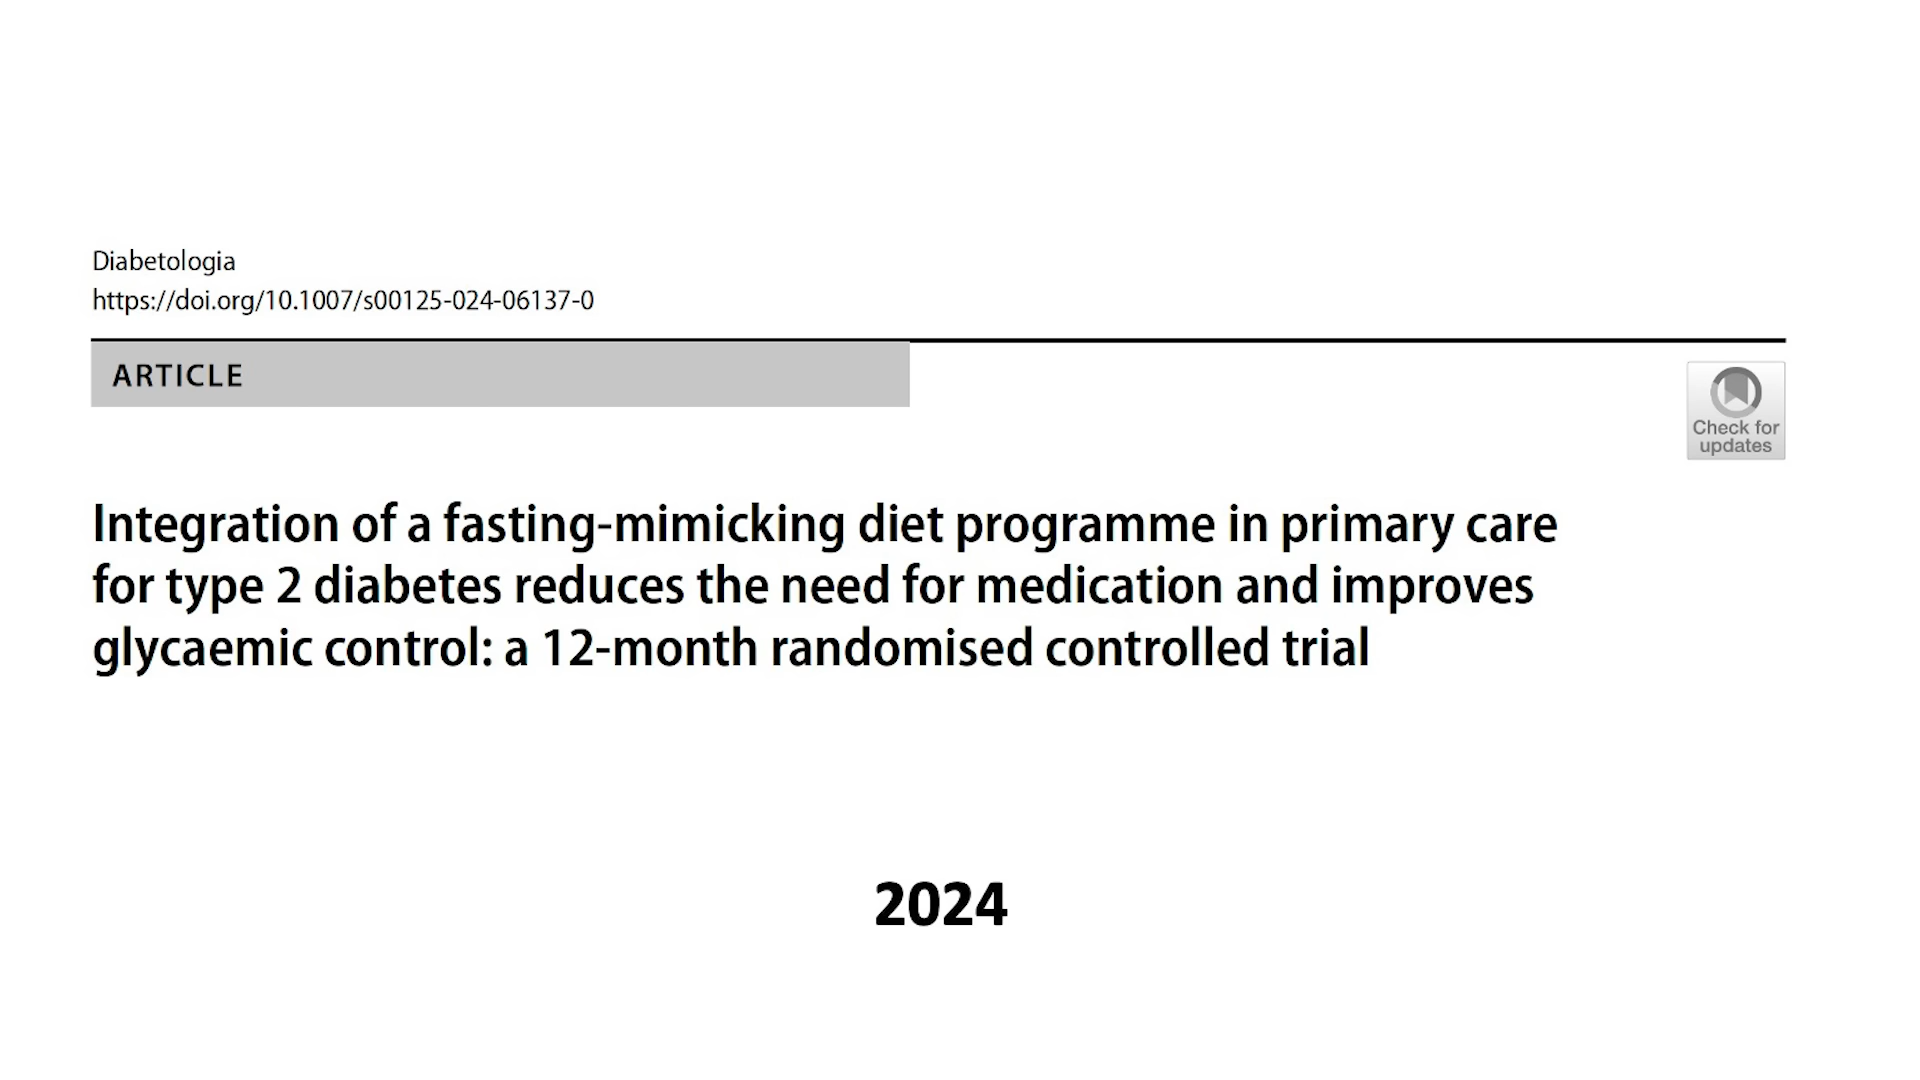 Diabetologia
https://doi.org/10.1007/s00125-024-06137-0
ARTICLE
Check for
updates
Integration of a fasting-mimicking diet programme in primary care
for type 2 diabetes reduces the need for medication and improves
glycaemic control: a 12-month randomised controlled trial
2024